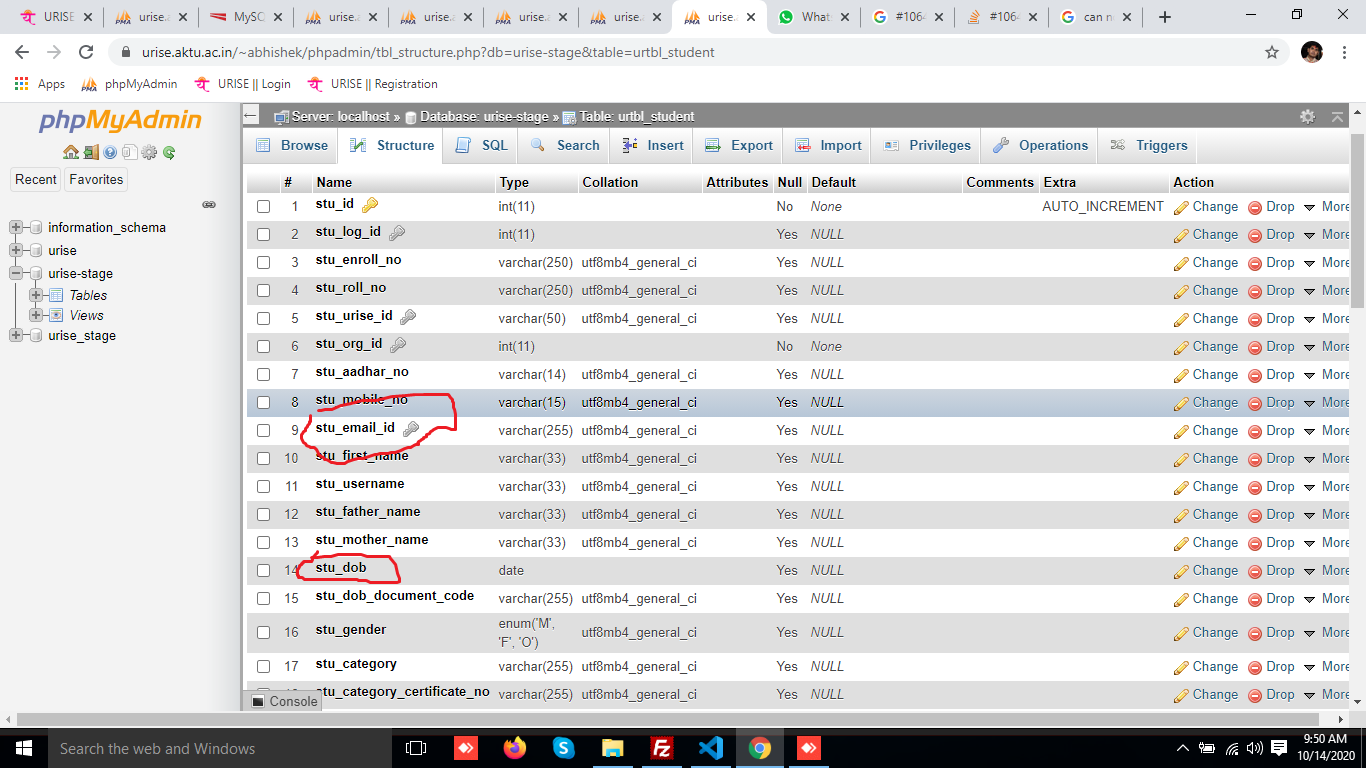 URISE
urise.a
MySC
urise.a
urise.a
urise.a
urise.a
urise.
Whats
#1064
#1064
can n
urise.aktu.ac.in/~abhishek/phpadmin/tbl_structure.php?db=urise-stage&table=urtbl_student
Apps phpMyAdmin URISE || Login URISE || Registration
phpMyAdmin
Recent Favorites
information_schema
urise
urise-stage
Tables
Views
urise_stage
Server: localhost » Database: urise-stage » Table: urtbl_student
Browse Structure SQL Search Insert Export Import Privileges Operations Triggers
# Name Type Collation Attributes Null Default Comments Extra Action
1 stu_id int(11) No None AUTO_INCREMENT Change Drop More
2 stu_log_id int(11) Yes NULL Change Drop More
3 stu_enroll_no varchar(250) utf8mb4_general_ci Yes NULL Change Drop More
4 stu_roll_no varchar(250) utf8mb4_general_ci Yes NULL Change Drop More
5 stu_urise_id varchar(50) utf8mb4_general_ci Yes NULL Change Drop More
6 stu_org_id int(11) No None Change Drop More
7 stu_aadhar_no varchar(14) utf8mb4_general_ci Yes NULL Change Drop More
8 stu_mobile_no varchar(15) utf8mb4_general_ci Yes NULL Change Drop More
9 stu_email_id varchar(255) utf8mb4_general_ci Yes NULL Change Drop More
10 stu_first_name varchar(33) utf8mb4_general_ci Yes NULL Change Drop More
11 stu_username varchar(33) utf8mb4_general_ci Yes NULL Change Drop More
12 stu_father_name varchar(33) utf8mb4_general_ci Yes NULL Change Drop More
13 stu_mother_name varchar(33) utf8mb4_general_ci Yes NULL Change Drop More
14 stu_dob date Yes NULL Change Drop More
15 stu_dob_document_code varchar(255) utf8mb4_general_ci Yes NULL Change Drop More
16 stu_gender enum('M', 'F', 'O') utf8mb4_general_ci Yes NULL Change Drop More
17 stu_category varchar(255) utf8mb4_general_ci Yes NULL Change Drop More
stu_category_certificate_no varchar(255) utf8mb4_general_ci Yes NULL Change Drop More
Console
Search the web and Windows
9:50 AM
10/14/2020